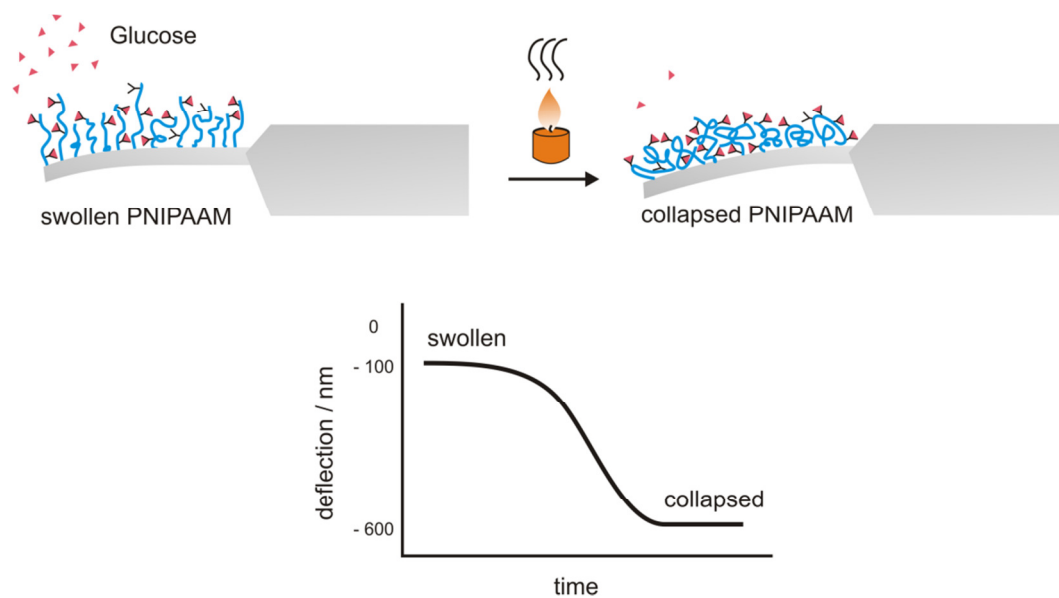 Glucose
swollen PNIPAAM
collapsed PNIPAAM
0
- 100
- 600
deflection / nm
swollen
collapsed
time